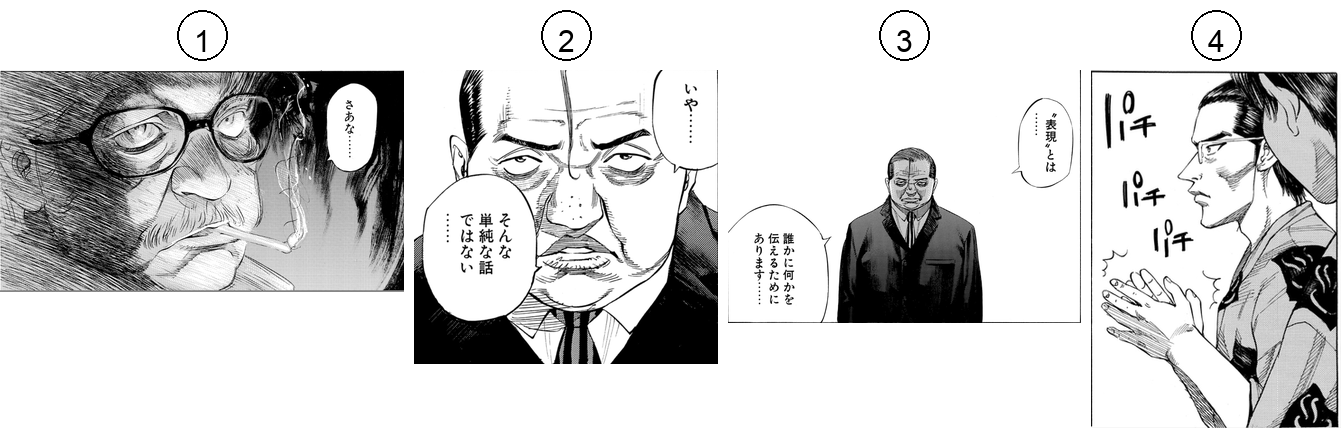 1
さあな……
2
いや……
そんな
単純な話
ではない
……
3
〝表現〟とは
……
誰かに何かを
伝えるために
あります……
4
パチ
パチ
パチ